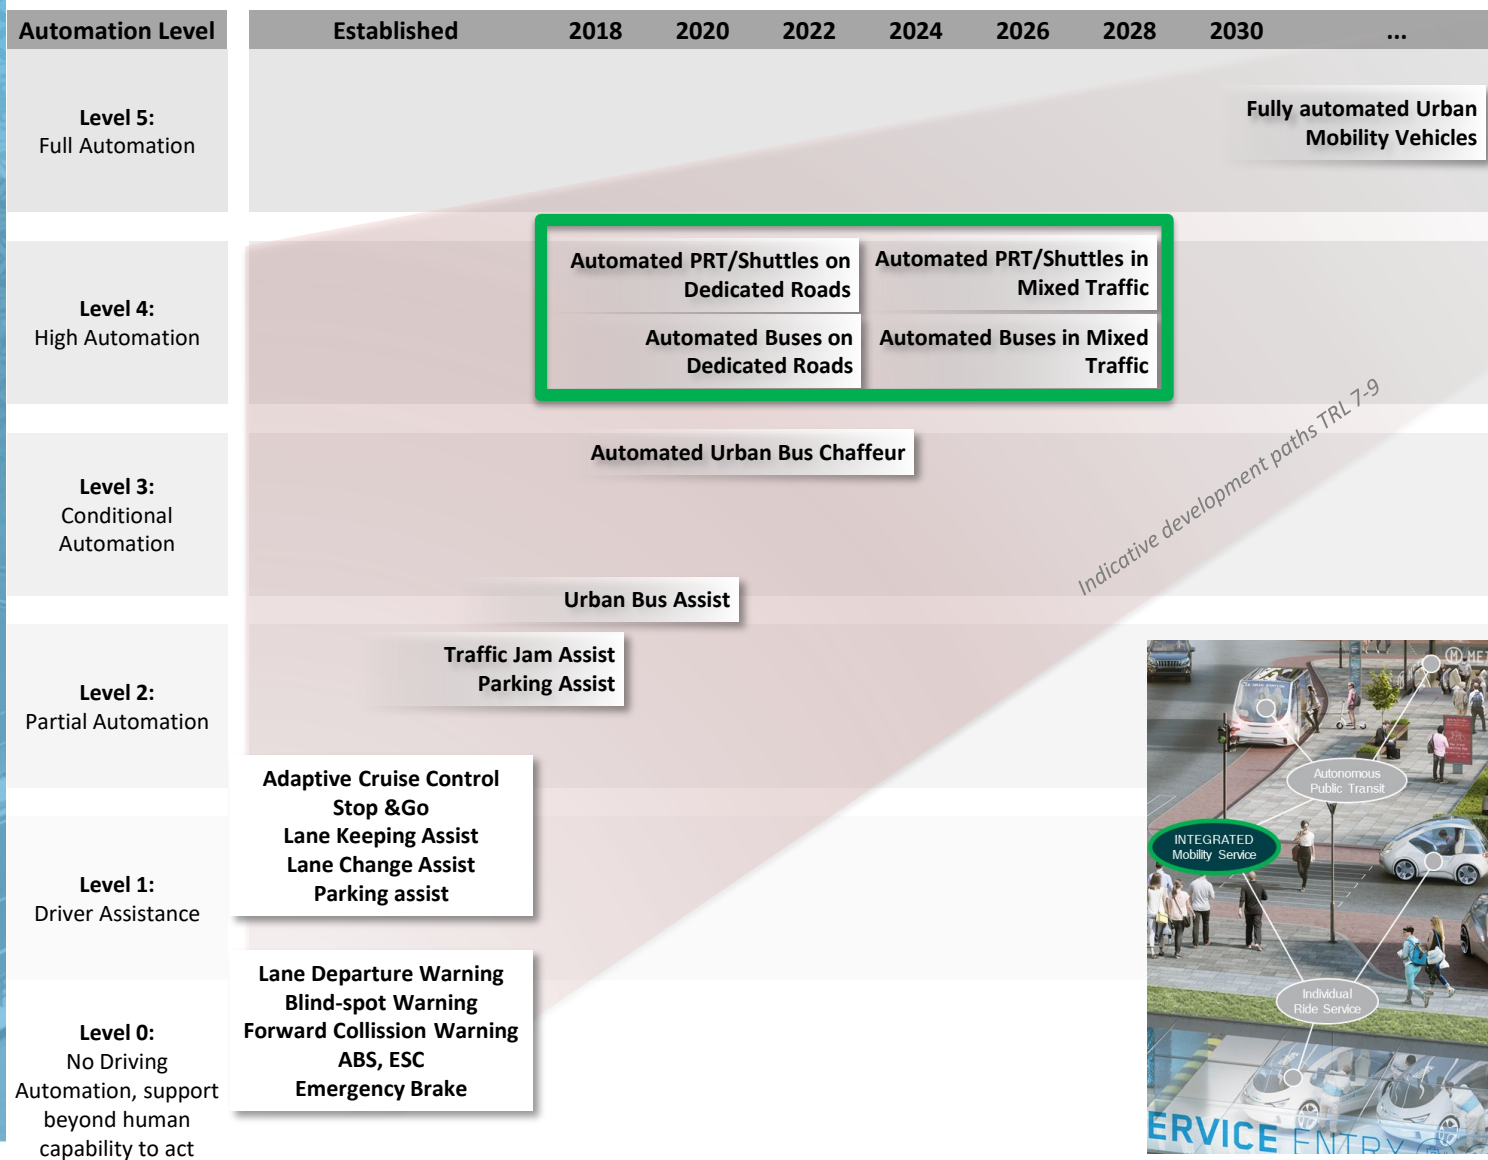 Automation Level
Established
2018
2020
2022
2024
2026
2028
2030
...
Level 5:
Full Automation
Fully automated Urban
Mobility Vehicles
Level 4:
High Automation
Automated PRT/Shuttles on
Dedicated Roads
Automated PRT/Shuttles in
Mixed Traffic
Automated Buses on
Dedicated Roads
Automated Buses in Mixed
Traffic
Level 3:
Conditional
Automation
Automated Urban Bus Chaffeur
Urban Bus Assist
Indicative development paths TRL 7-9
Level 2:
Partial Automation
Traffic Jam Assist
Parking Assist
Level 1:
Driver Assistance
Adaptive Cruise Control
Stop &Go
Lane Keeping Assist
Lane Change Assist
Parking assist
Level 0:
No Driving
Automation, support
beyond human
capability to act
Lane Departure Warning
Blind-spot Warning
Forward Collission Warning
ABS, ESC
Emergency Brake
M MET
Autonomous
Public Transit
INTEGRATED
Mobility Service
Individual
Ride Service
ERVICE ENTRY